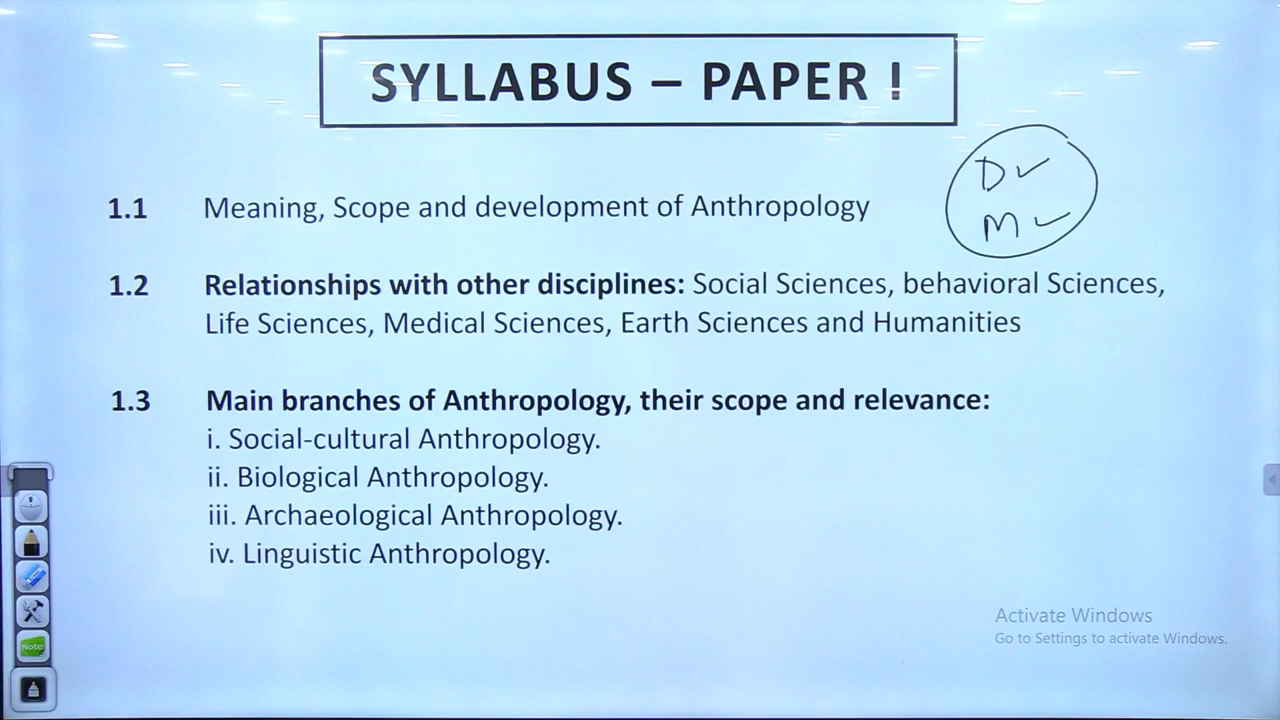 SYLLABUS – PAPER I
D ✓
M ✓
1.1 Meaning, Scope and development of Anthropology
1.2 Relationships with other disciplines: Social Sciences, behavioral Sciences,
Life Sciences, Medical Sciences, Earth Sciences and Humanities
1.3 Main branches of Anthropology, their scope and relevance:
i. Social-cultural Anthropology.
ii. Biological Anthropology.
iii. Archaeological Anthropology.
iv. Linguistic Anthropology.
Note
Activate Windows
Go to Settings to activate Windows.